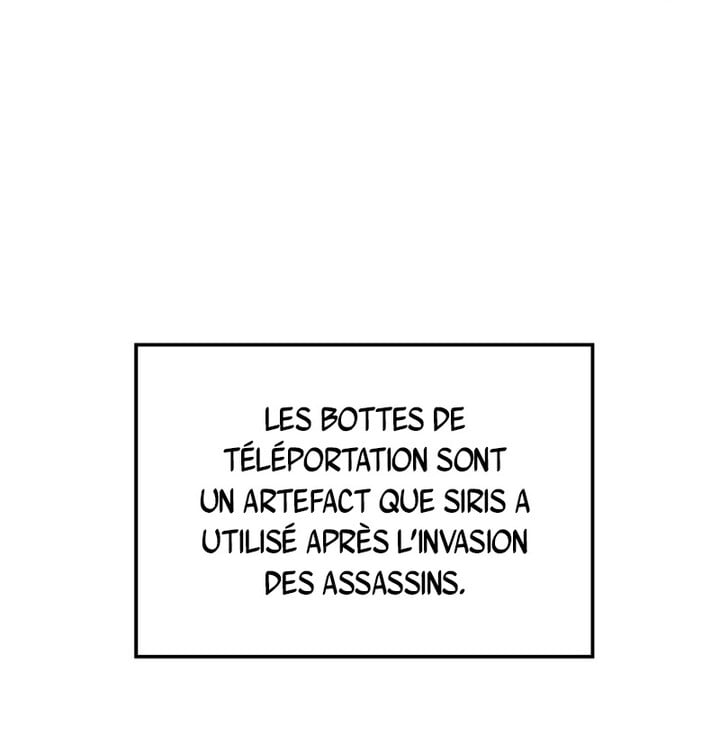 LES BOTTES DE
TÉLÉPORTATION SONT
UN ARTEFACT QUE SIRIS A
UTILISÉ APRÈS L'INVASION
DES ASSASSINS.